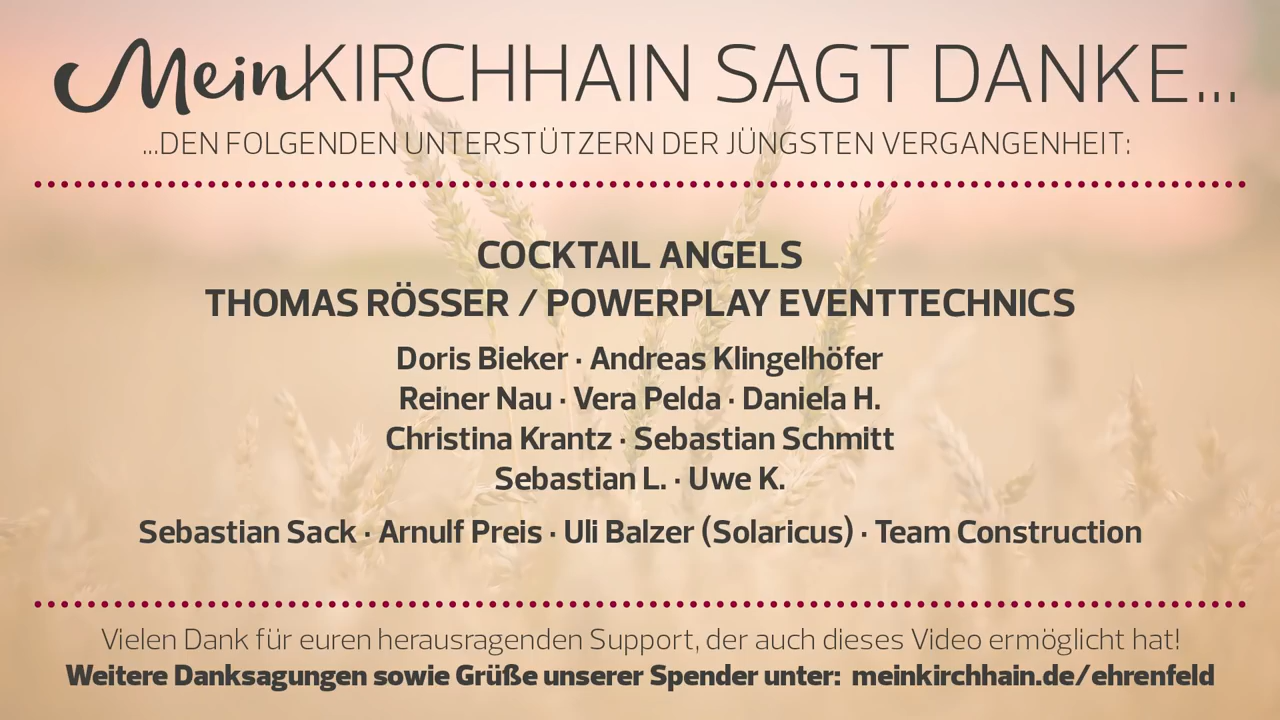 MeinKIRCHHAIN SAGT DANKE...
...DEN FOLGENDEN UNTERSTÜTZERN DER JÜNGSTEN VERGANGENHEIT:
COCKTAIL ANGELS
THOMAS RÖSSER / POWERPLAY EVENTTECHNICS
Doris Bieker · Andreas Klingelhöfer
Reiner Nau · Vera Pelda · Daniela H.
Christina Krantz · Sebastian Schmitt
Sebastian L. · Uwe K.
Sebastian Sack · Arnulf Preis · Uli Balzer (Solaricus) · Team Construction
Vielen Dank für euren herausragenden Support, der auch dieses Video ermöglicht hat!
Weitere Danksagungen sowie Grüße unserer Spender unter: meinkirchhain.de/ehrenfeld